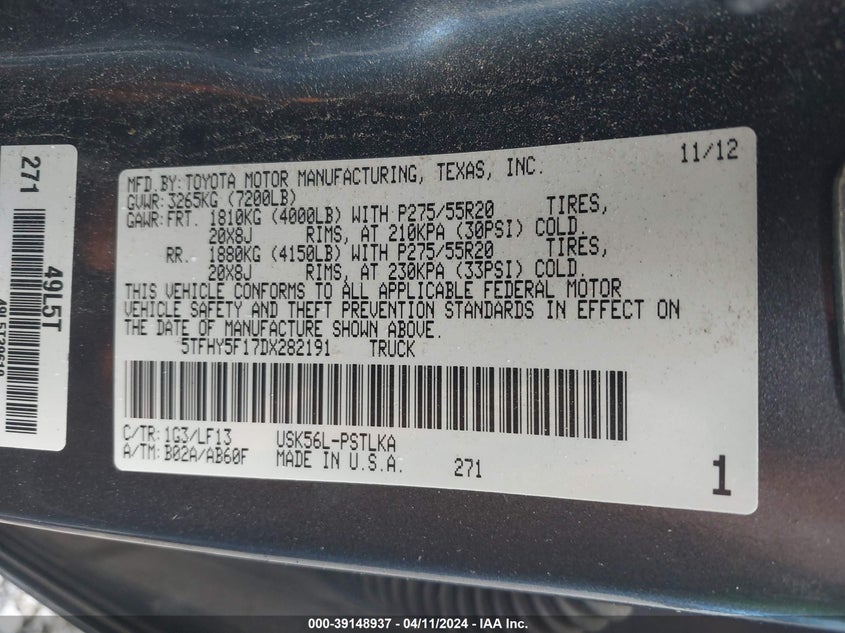 271
49L5T
11/12
MFD.BY:TOYOTA MOTOR MANUFACTURING, TEXAS, INC.
GVWR:3265KG (7200LB)
GAWR:FRT. 1810KG (4000LB) WITH P275/55R20 TIRES,
20X8J RIMS, AT 210KPA (30PSI) COLD.
RR. 1880KG (4150LB) WITH P275/55R20 TIRES,
20X8J RIMS, AT 230KPA (33PSI) COLD.
THIS VEHICLE CONFORMS TO ALL APPLICABLE FEDERAL MOTOR
VEHICLE SAFETY AND THEFT PREVENTION STANDARDS IN EFFECT ON
THE DATE OF MANUFACTURE SHOWN ABOVE.
5TFHY5F17DX282191 TRUCK
C/TR:1G3/LF13 USK56L-PSTLKA
A/TM:B02A/AB60F MADE IN U.S.A. 271
1
000-39148937 - 04/11/2024 - IAA Inc.